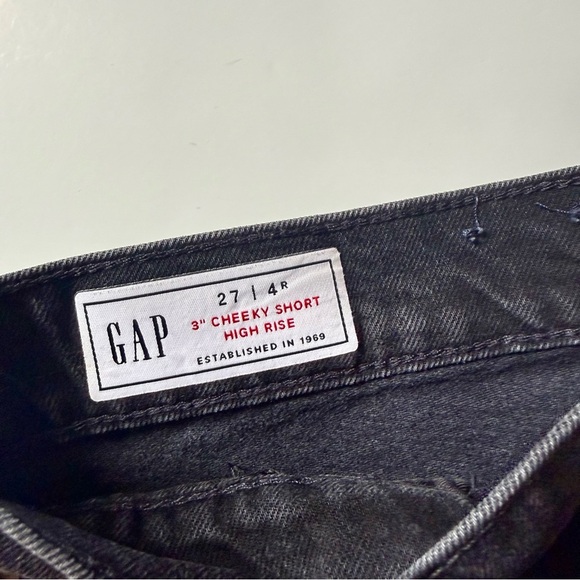 GAP
27 | 4R
3" CHEEKY SHORT
HIGH RISE
ESTABLISHED IN 1969